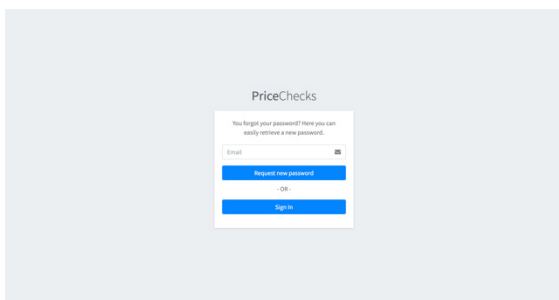 PriceChecks
You forgot your password? Here you can
easily retrieve a new password.
Email
Request new password
- OR -
Sign In